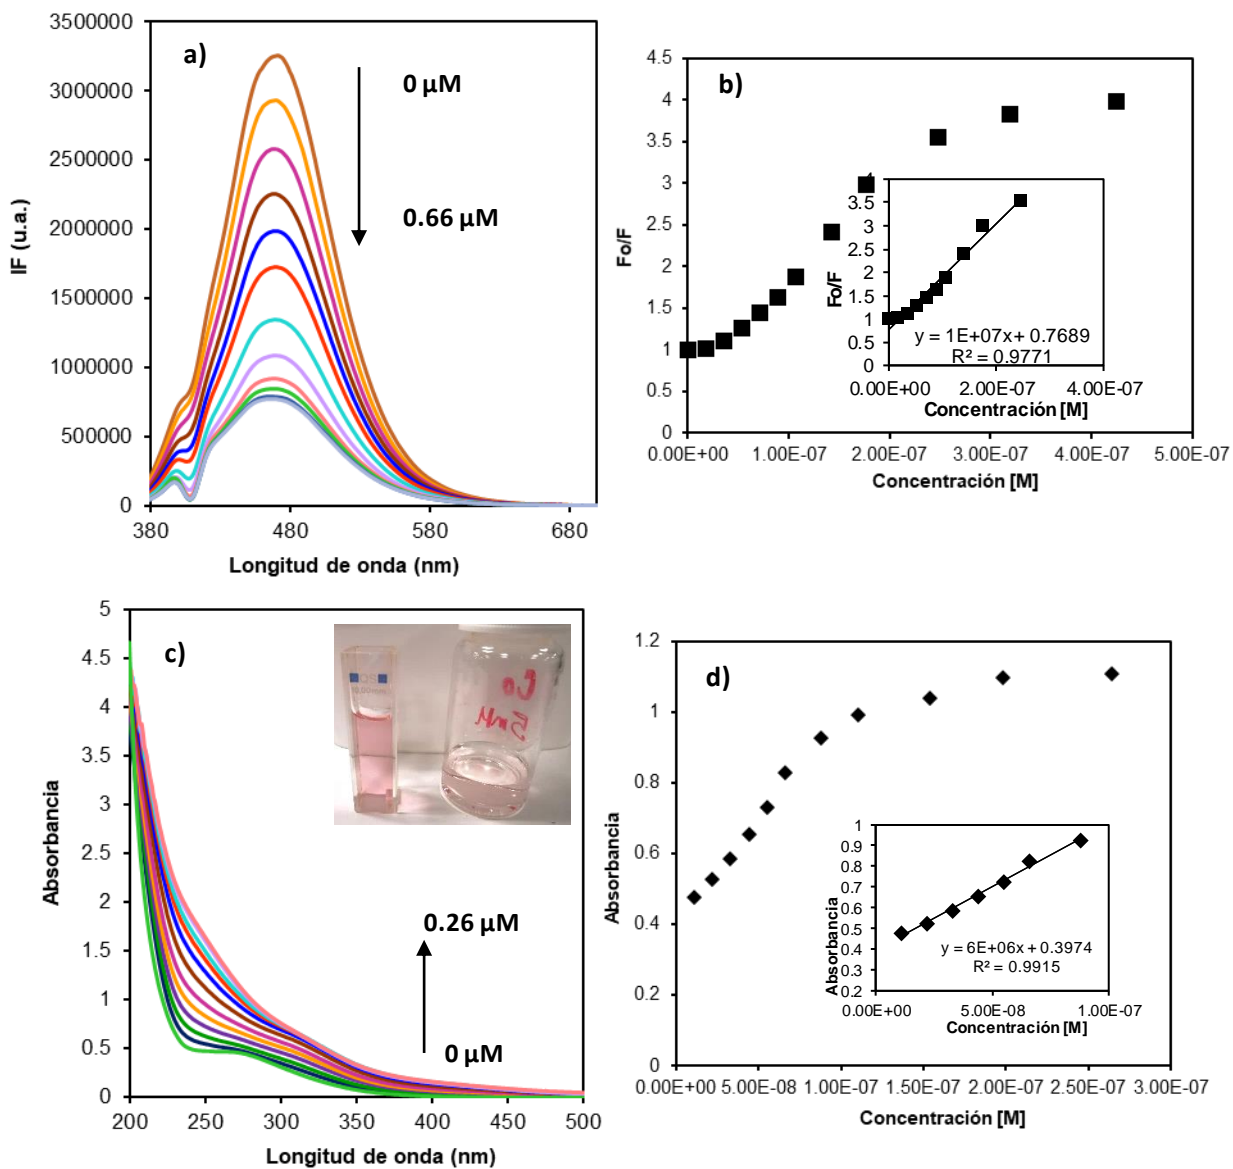 a)
3500000
3000000
2500000
2000000
1500000
1000000
500000
0
380
480
580
680
IF (u.a.)
Longitud de onda (nm)
0 µM
0.66 µM
b)
4.5
4
3.5
3
2.5
2
1.5
1
0.5
0
0.00E+00
1.00E-07
2.00E-07
3.00E-07
4.00E-07
5.00E-07
Fo/F
Concentración [M]
4
3.5
3
2.5
2
1.5
1
0.5
0
0.00E+00
2.00E-07
4.00E-07
Fo/F
Concentración [M]
y = 1E+07x+ 0.7689
R² = 0.9771
c)
5
4.5
4
3.5
3
2.5
2
1.5
1
0.5
0
200
250
300
350
400
450
500
Absorbancia
Longitud de onda (nm)
QS
10.00mm
Co
5mM
0.26 µM
0 µM
d)
1.2
1
0.8
0.6
0.4
0.2
0
0.00E+00
5.00E-08
1.00E-07
1.50E-07
2.00E-07
2.50E-07
3.00E-07
Absorbancia
Concentración [M]
1
0.9
0.8
0.7
0.6
0.5
0.4
0.3
0.2
0.00E+00
5.00E-08
1.00E-07
Absorbancia
Concentración [M]
y = 6E+06x + 0.3974
R² = 0.9915